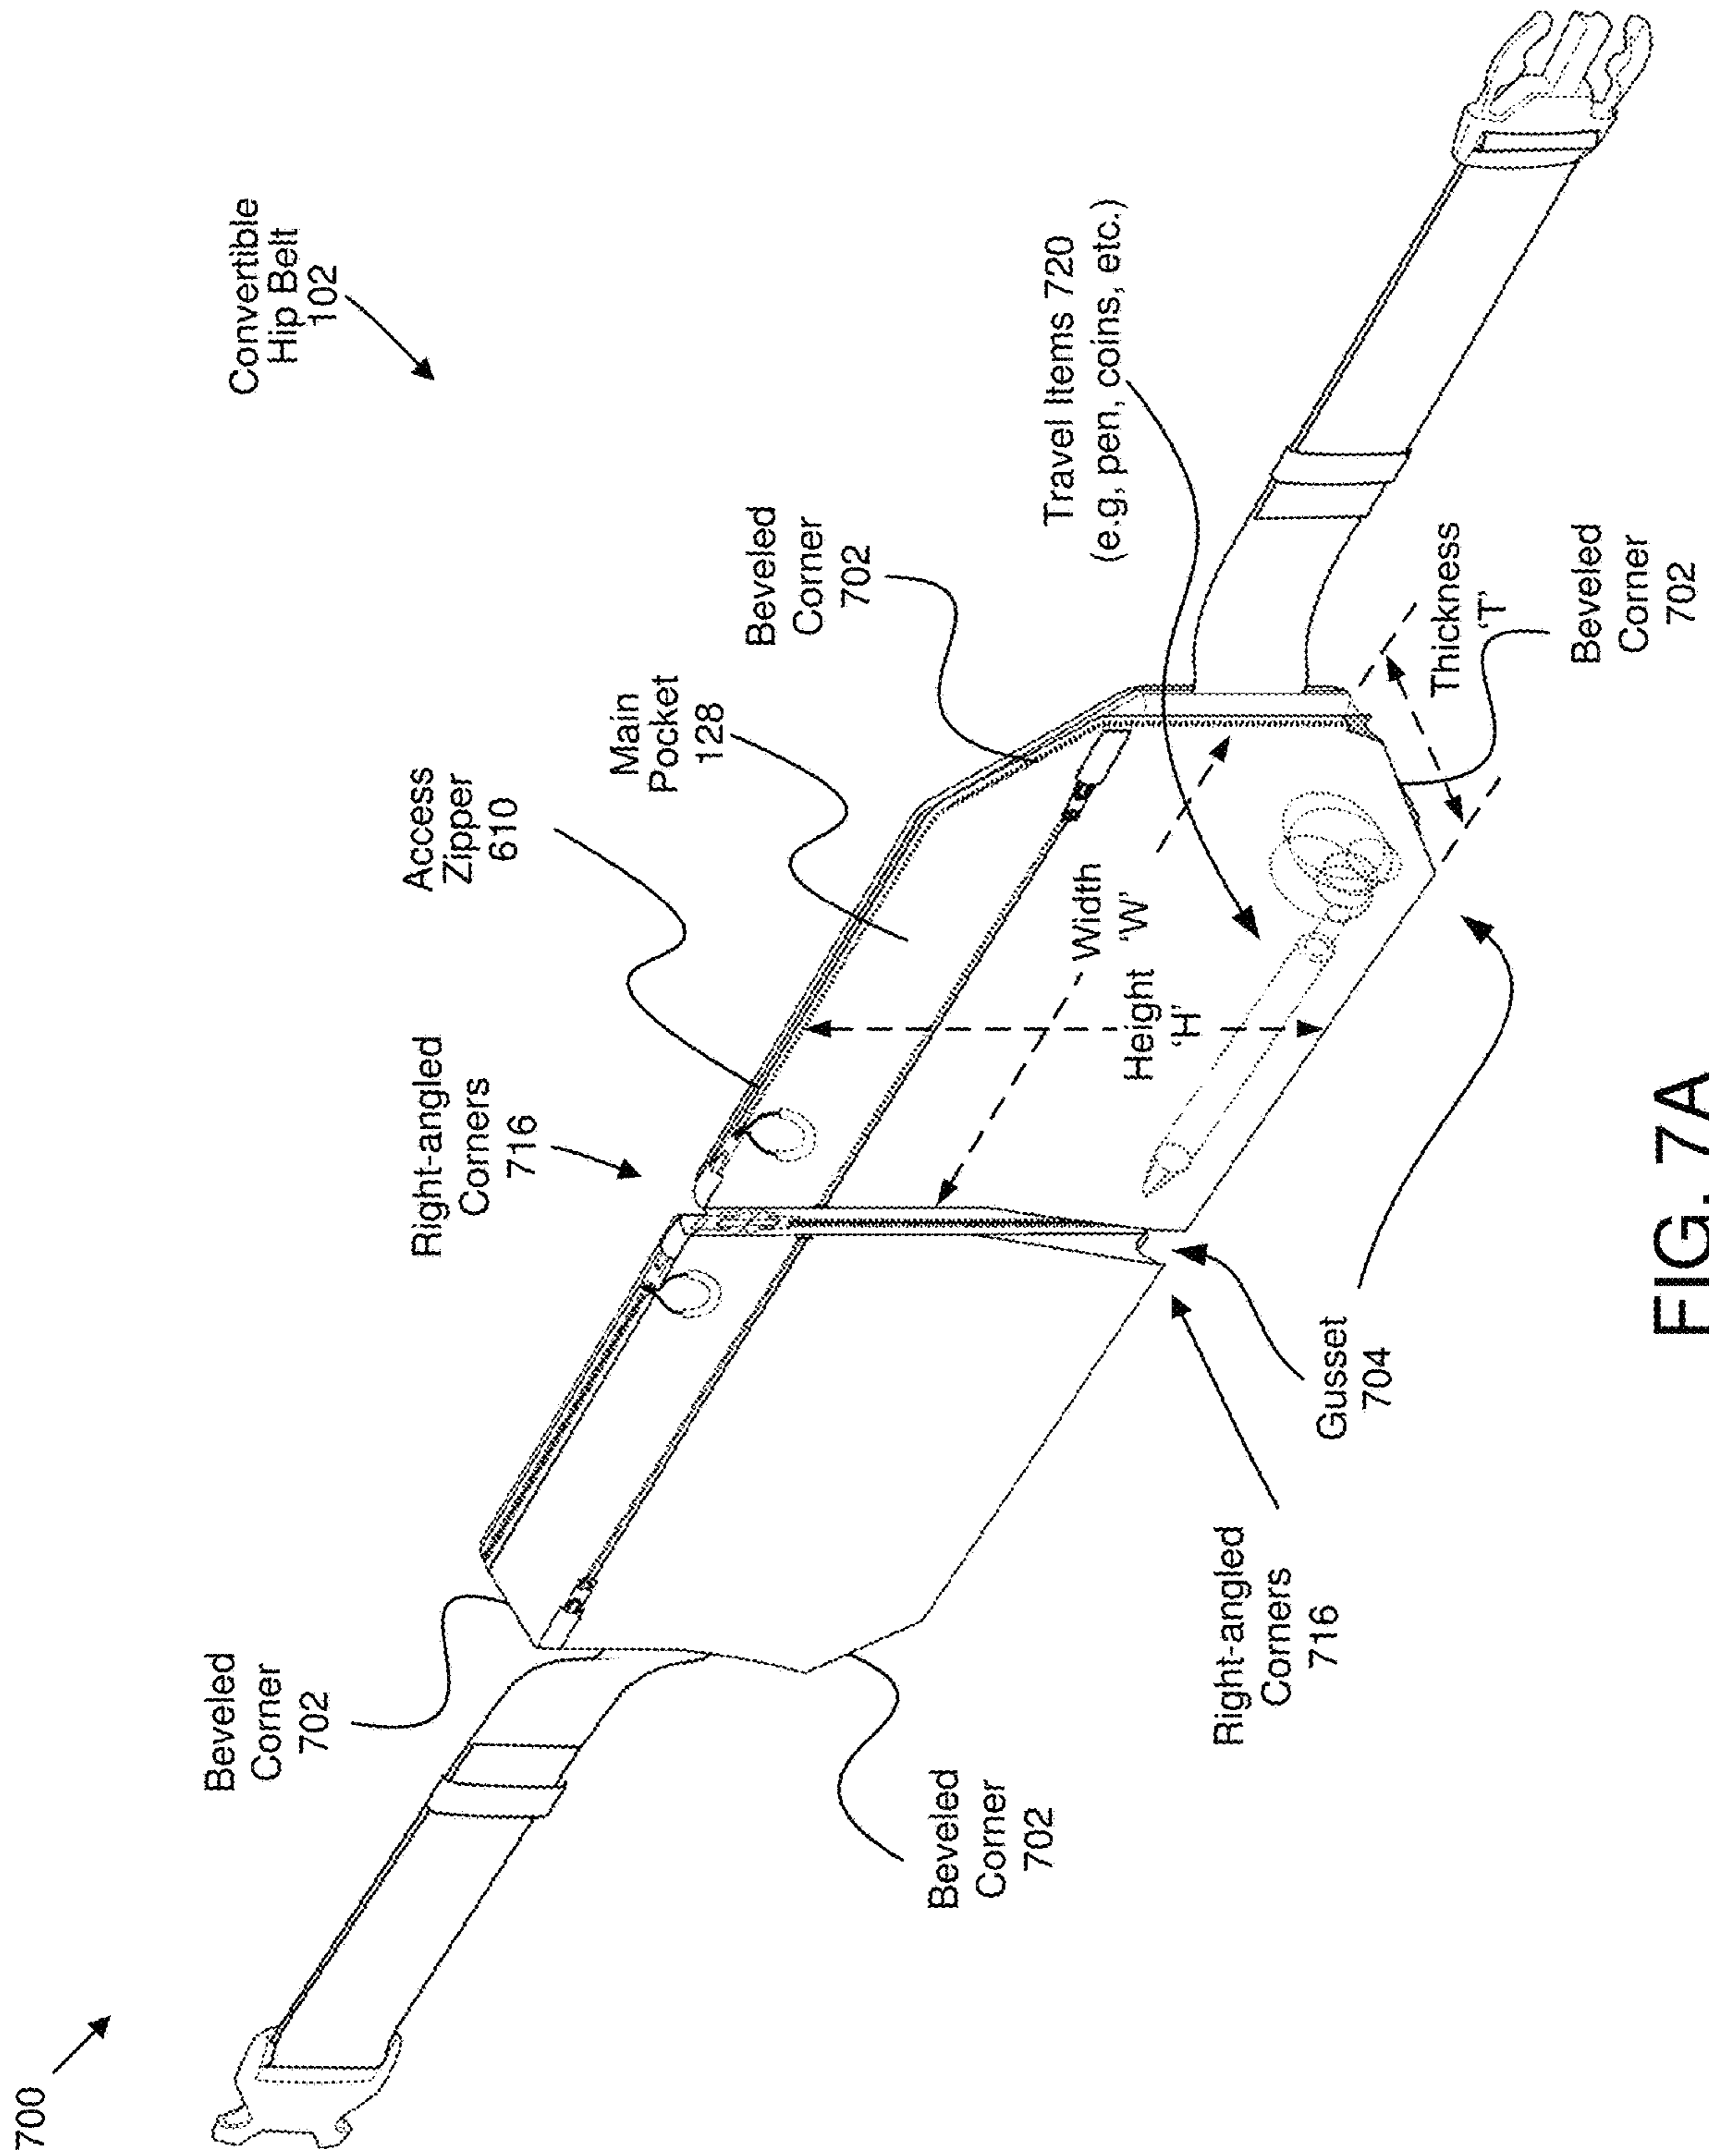 700
Convertible
Hip Belt
102
Beveled
Corner
702
Right-angled
Corners
716
Access
Zipper
610
Main
Pocket
128
Beveled
Corner
702
Travel Items 720
(e.g, pen, coins, etc.)
Width
'W'
Height
'H'
Thickness
'T'
Beveled
Corner
702
Beveled
Corner
702
Right-angled
Corners
716
Gusset
704
FIG. 7A